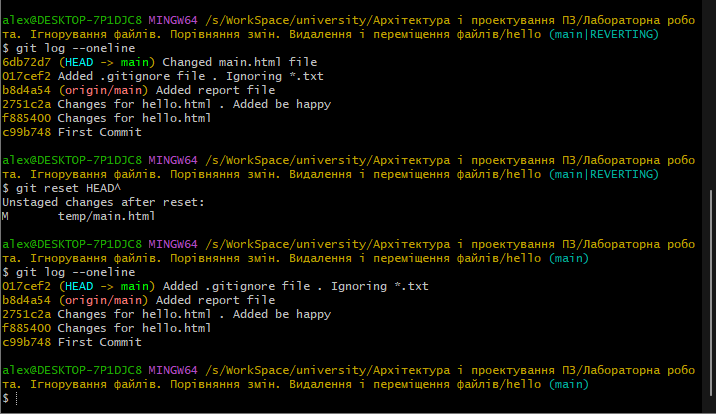 alex@DESKTOP-7P1DJC8 MINGW64 /s/WorkSpace/university/Архітектура і проектування ПЗ/Лабораторна робо
та. Ігнорування файлів. Порівняння змін. Видалення і переміщення файлів/hello (main|REVERTING)
$ git log --oneline
6db72d7 (HEAD -> main) Changed main.html file
017cef2 Added .gitignore file . Ignoring *.txt
b8d4a54 (origin/main) Added report file
2751c2a Changes for hello.html . Added be happy
f885400 Changes for hello.html
c99b748 First Commit
alex@DESKTOP-7P1DJC8 MINGW64 /s/WorkSpace/university/Архітектура і проектування ПЗ/Лабораторна робо
та. Ігнорування файлів. Порівняння змін. Видалення і переміщення файлів/hello (main|REVERTING)
$ git reset HEAD^
Unstaged changes after reset:
M temp/main.html
alex@DESKTOP-7P1DJC8 MINGW64 /s/WorkSpace/university/Архітектура і проектування ПЗ/Лабораторна робо
та. Ігнорування файлів. Порівняння змін. Видалення і переміщення файлів/hello (main)
$ git log --oneline
017cef2 (HEAD -> main) Added .gitignore file . Ignoring *.txt
b8d4a54 (origin/main) Added report file
2751c2a Changes for hello.html . Added be happy
f885400 Changes for hello.html
c99b748 First Commit
alex@DESKTOP-7P1DJC8 MINGW64 /s/WorkSpace/university/Архітектура і проектування ПЗ/Лабораторна робо
та. Ігнорування файлів. Порівняння змін. Видалення і переміщення файлів/hello (main)
$